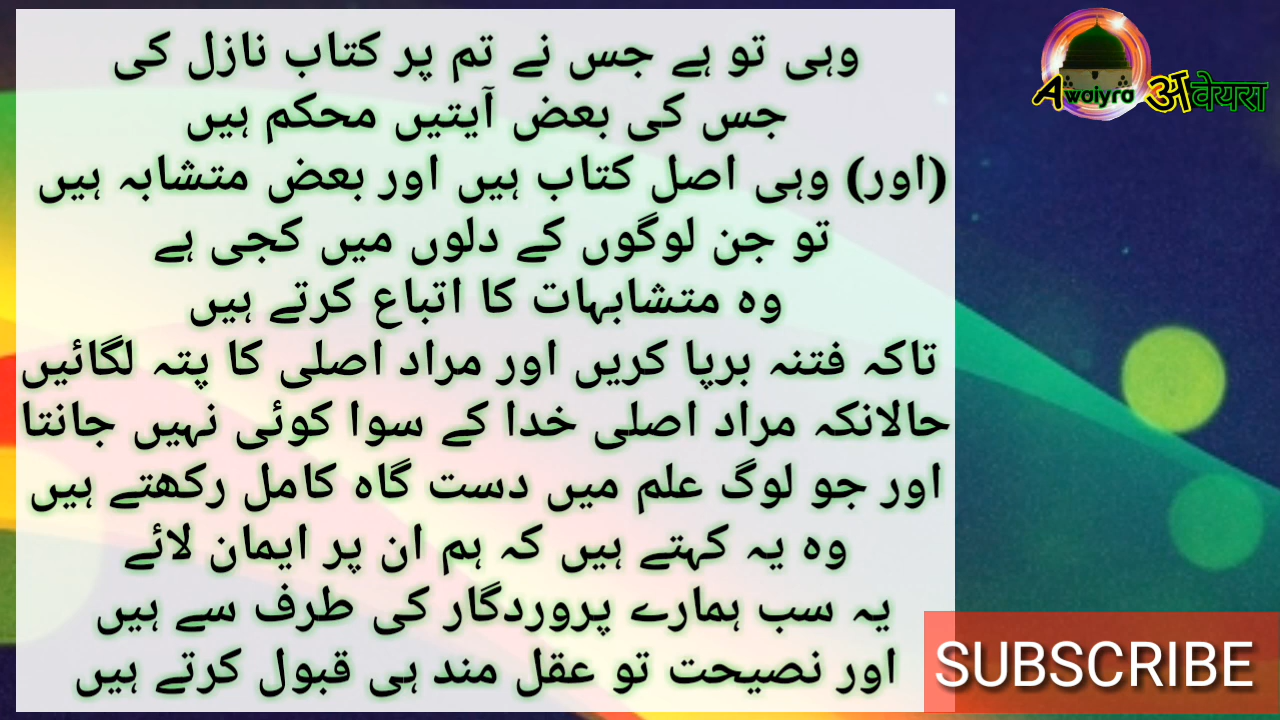 وہی تو ہے جس نے تم پر کتاب نازل کی
جس کی بعض آیتیں محکم ہیں
(اور) وہی اصل کتاب ہیں اور بعض متشابہ ہیں
تو جن لوگوں کے دلوں میں کجی ہے
وہ متشابہات کا اتباع کرتے ہیں
تاکہ فتنہ برپا کریں اور مراد اصلی کا پتہ لگائیں
حالانکہ مراد اصلی خدا کے سوا کوئی نہیں جانتا
اور جو لوگ علم میں دست گاہ کامل رکھتے ہیں
وہ یہ کہتے ہیں کہ ہم ان پر ایمان لائے
یہ سب ہمارے پروردگار کی طرف سے ہیں
اور نصیحت تو عقل مند ہی قبول کرتے ہیں
Awaiyra अवेयरा
SUBSCRIBE